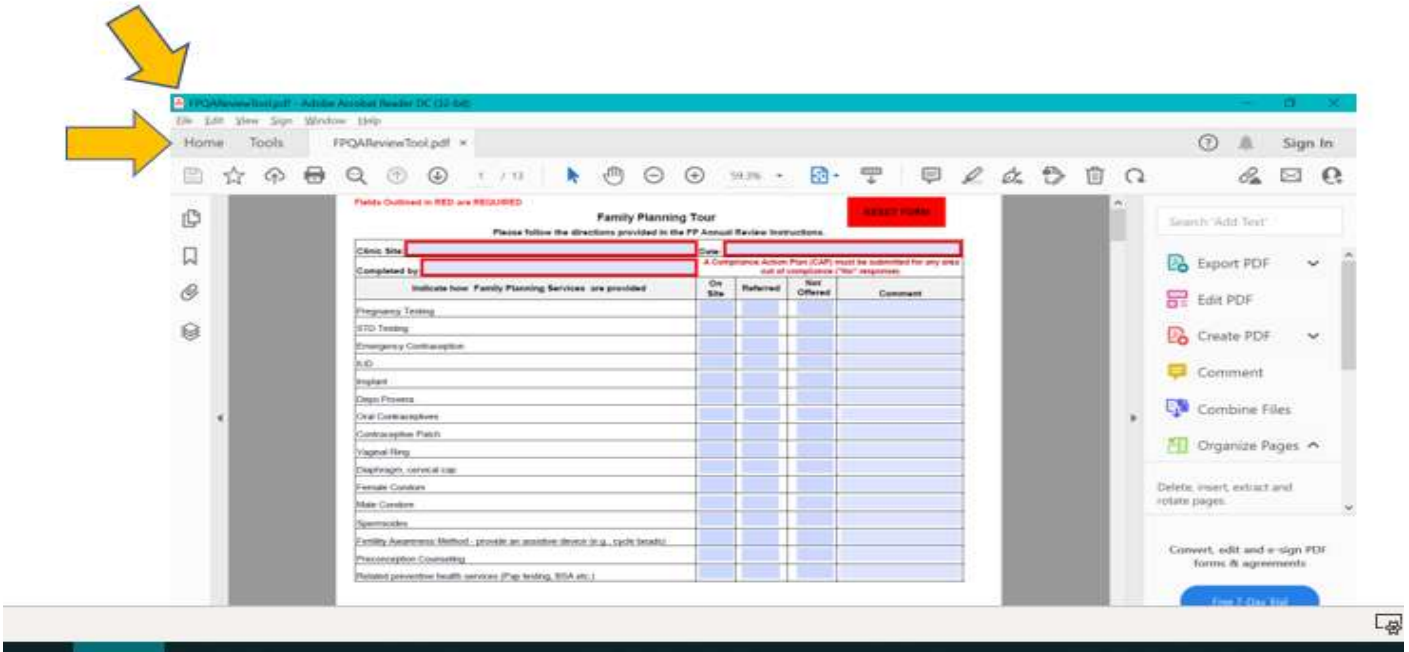 FPQAReviewTool.pdf - Adobe Acrobat Reader DC (32-bit)
File Edit View Sign Window Help
Home Tools FPQAReviewTool.pdf × Sign In
1 / 13 59.3%
Fields Outlined in RED are REQUIRED
RESET FORM
Family Planning Tour
Please follow the directions provided in the FP Annual Review Instructions.
Clinic Site: Date:
Completed by: A Compliance Action Plan (CAP) must be submitted for any area out of compliance ("No" response).
Indicate how Family Planning Services are provided On Site Referred Not Offered Comment
Pregnancy Testing
STD Testing
Emergency Contraception
IUD
Implant
Depo Provera
Oral Contraceptives
Contraceptive Patch
Vaginal Ring
Diaphragm, cervical cap
Female Condom
Male Condom
Spermicides
Fertility Awareness Method - provide an assistive device (e.g., cycle beads)
Preconception Counseling
Related preventive health services (Pap testing, BSA etc.)
Search 'Add Text'
Export PDF
Edit PDF
Create PDF
Comment
Combine Files
Organize Pages
Delete, insert, extract and
rotate pages.
Convert, edit and e-sign PDF
forms & agreements
Free 7-Day Trial